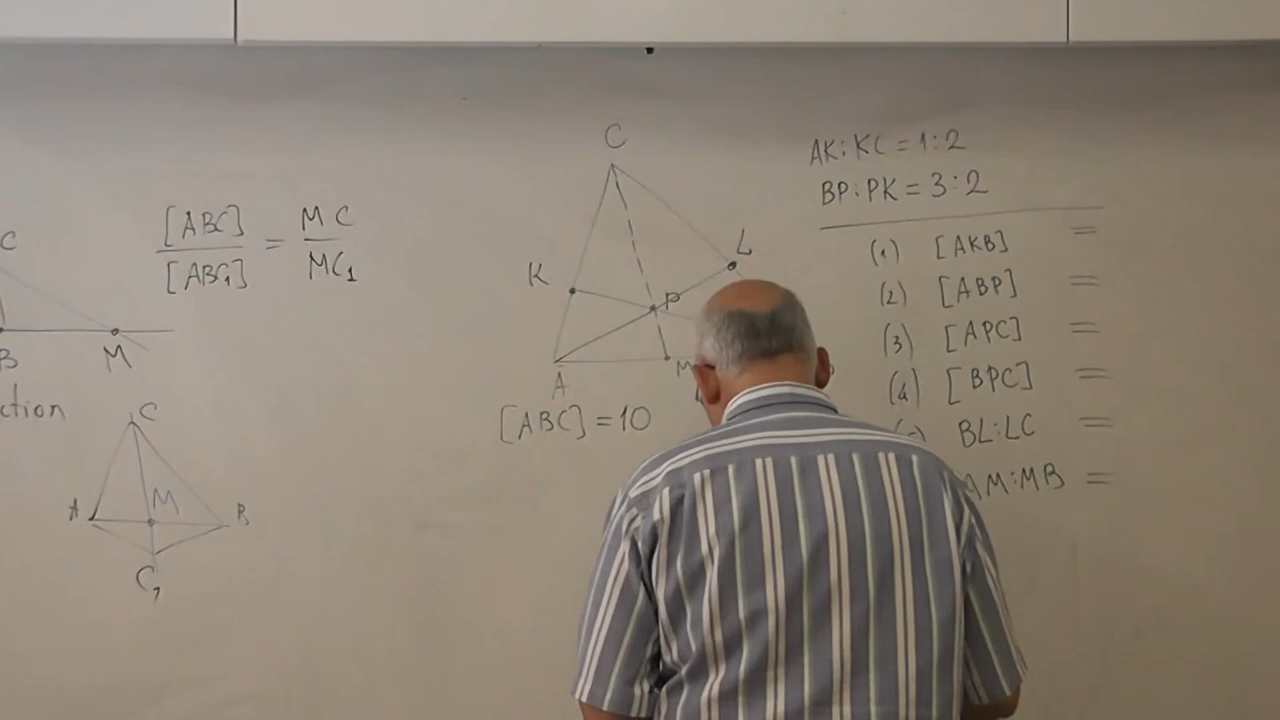 C
B
M
ction
[ABC] / [ABC₁] = MC / MC₁
C
A
M
B
C₁
C
K
L
P
A
M
[ABC] = 10
AK:KC = 1:2
BP:PK = 3:2
(1) [AKB] =
(2) [ABP] =
(3) [APC] =
(4) [BPC] =
BL:LC =
AM:MB =